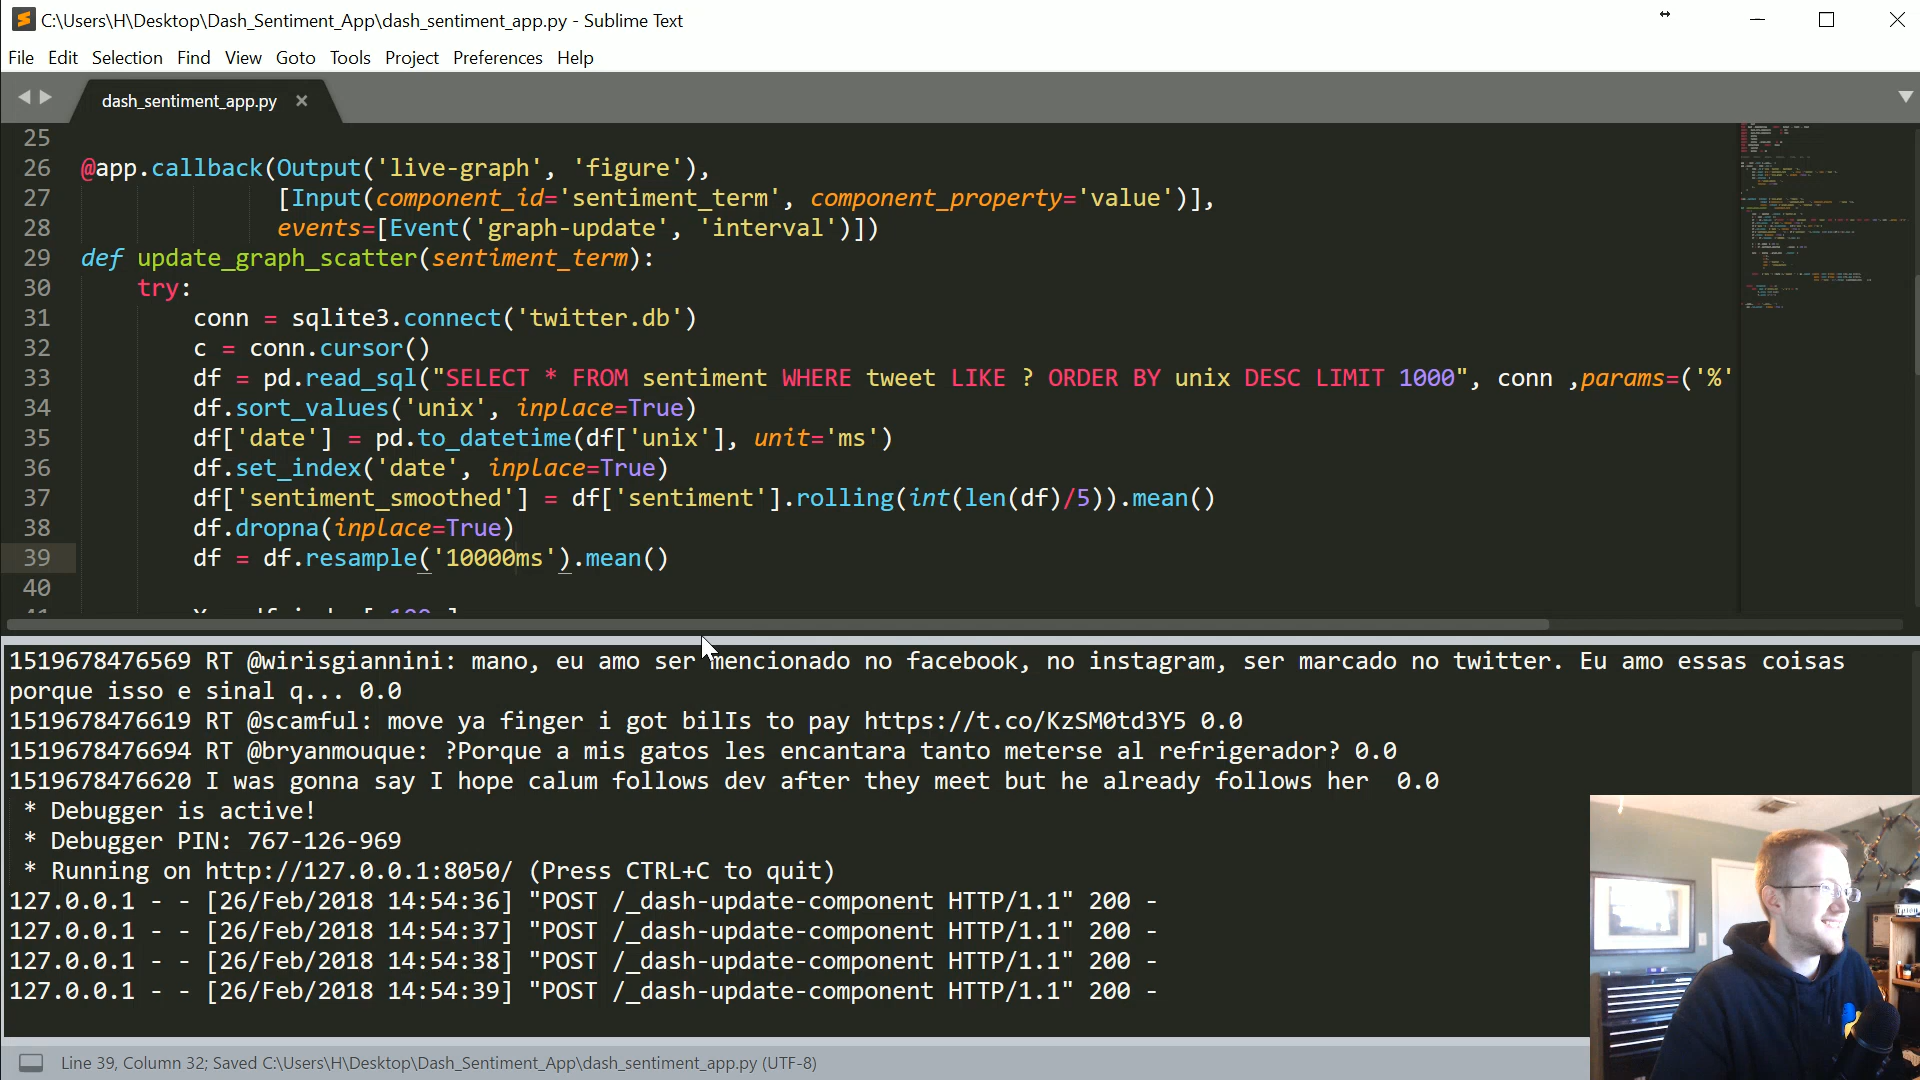 C:\Users\H\Desktop\Dash_Sentiment_App\dash_sentiment_app.py - Sublime Text
File Edit Selection Find View Goto Tools Project Preferences Help
dash_sentiment_app.py
25
26 @app.callback(Output('live-graph', 'figure'),
27 [Input(component_id='sentiment_term', component_property='value')],
28 events=[Event('graph-update', 'interval')])
29 def update_graph_scatter(sentiment_term):
30 try:
31 conn = sqlite3.connect('twitter.db')
32 c = conn.cursor()
33 df = pd.read_sql("SELECT * FROM sentiment WHERE tweet LIKE ? ORDER BY unix DESC LIMIT 1000", conn ,params=('%'
34 df.sort_values('unix', inplace=True)
35 df['date'] = pd.to_datetime(df['unix'], unit='ms')
36 df.set_index('date', inplace=True)
37 df['sentiment_smoothed'] = df['sentiment'].rolling(int(len(df)/5)).mean()
38 df.dropna(inplace=True)
39 df = df.resample('10000ms').mean()
40
1519678476569 RT @wirisgiannini: mano, eu amo ser mencionado no facebook, no instagram, ser marcado no twitter. Eu amo essas coisas
porque isso e sinal q... 0.0
1519678476619 RT @scamful: move ya finger i got bilIs to pay https://t.co/KzSM0td3Y5 0.0
1519678476694 RT @bryanmouque: ?Porque a mis gatos les encantara tanto meterse al refrigerador? 0.0
1519678476620 I was gonna say I hope calum follows dev after they meet but he already follows her 0.0
* Debugger is active!
* Debugger PIN: 767-126-969
* Running on http://127.0.0.1:8050/ (Press CTRL+C to quit)
127.0.0.1 - - [26/Feb/2018 14:54:36] "POST /_dash-update-component HTTP/1.1" 200 -
127.0.0.1 - - [26/Feb/2018 14:54:37] "POST /_dash-update-component HTTP/1.1" 200 -
127.0.0.1 - - [26/Feb/2018 14:54:38] "POST /_dash-update-component HTTP/1.1" 200 -
127.0.0.1 - - [26/Feb/2018 14:54:39] "POST /_dash-update-component HTTP/1.1" 200 -
Line 39, Column 32; Saved C:\Users\H\Desktop\Dash_Sentiment_App\dash_sentiment_app.py (UTF-8)